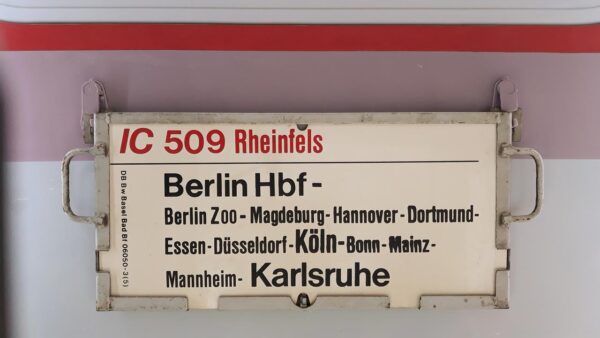 IC 509 Rheinfels
Berlin Hbf -
Berlin Zoo - Magdeburg - Hannover - Dortmund -
Essen - Düsseldorf - Köln - Bonn - Mainz -
Mannheim - Karlsruhe
DB Bw Basel Bad Bf 06050-3(5)